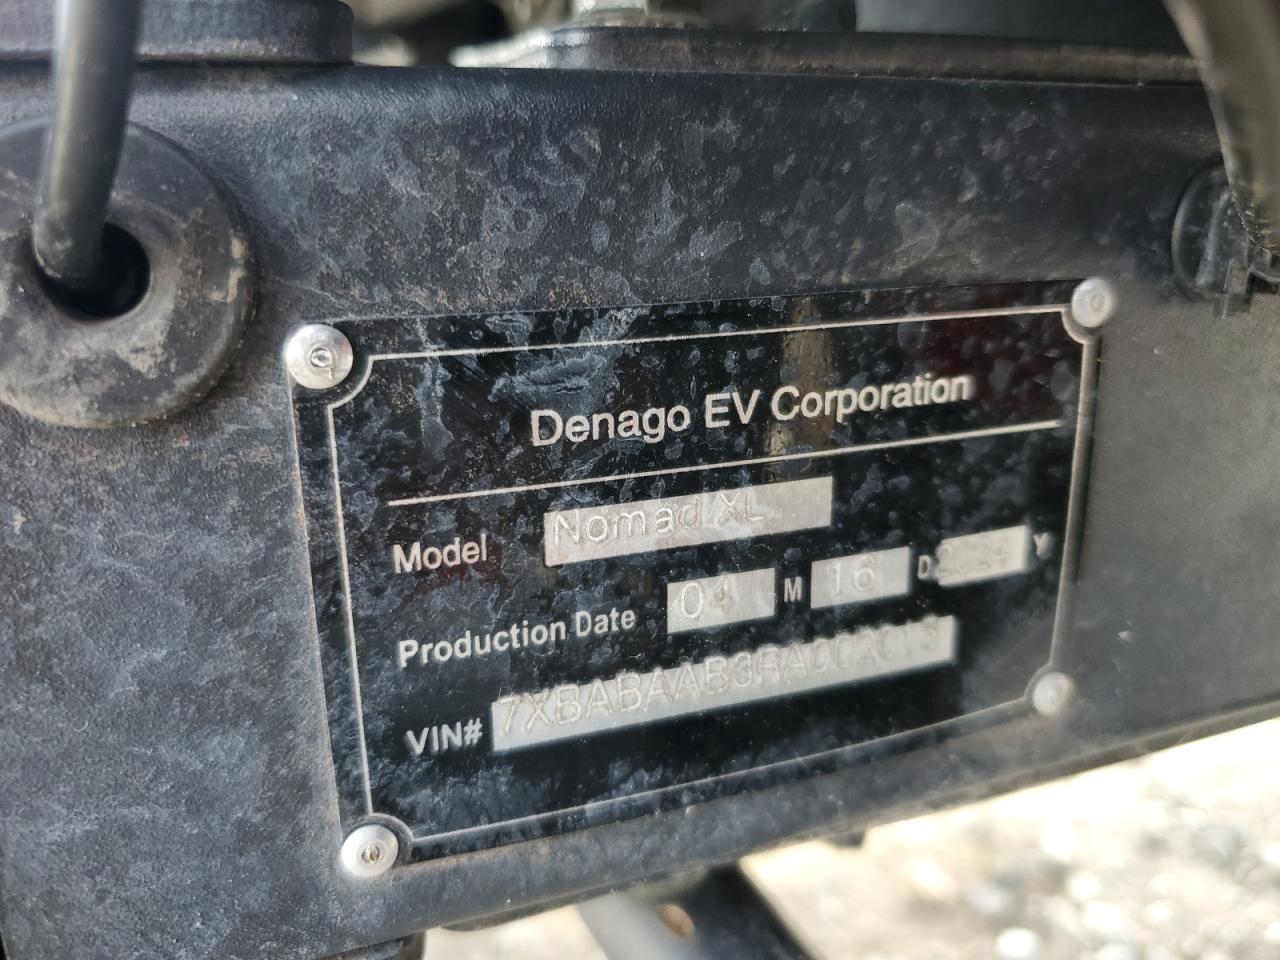 Denago EV Corporation
Model Nomad XL
Production Date 04 M 16 D 2024 Y
VIN# 7XBABAAB3RA002013